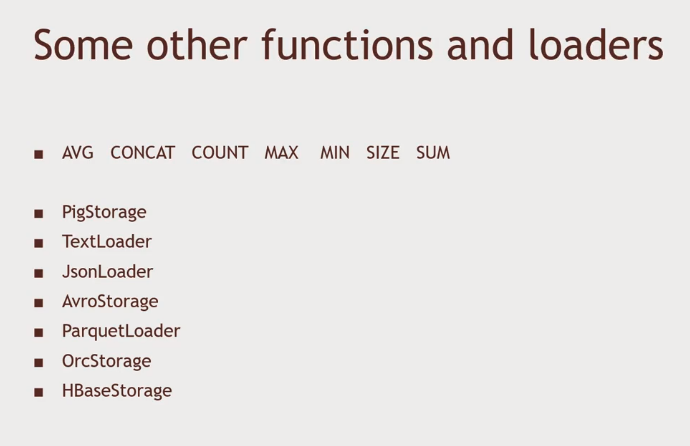 Some other functions and loaders
▪ AVG CONCAT COUNT MAX MIN SIZE SUM
▪ PigStorage
▪ TextLoader
▪ JsonLoader
▪ AvroStorage
▪ ParquetLoader
▪ OrcStorage
▪ HBaseStorage